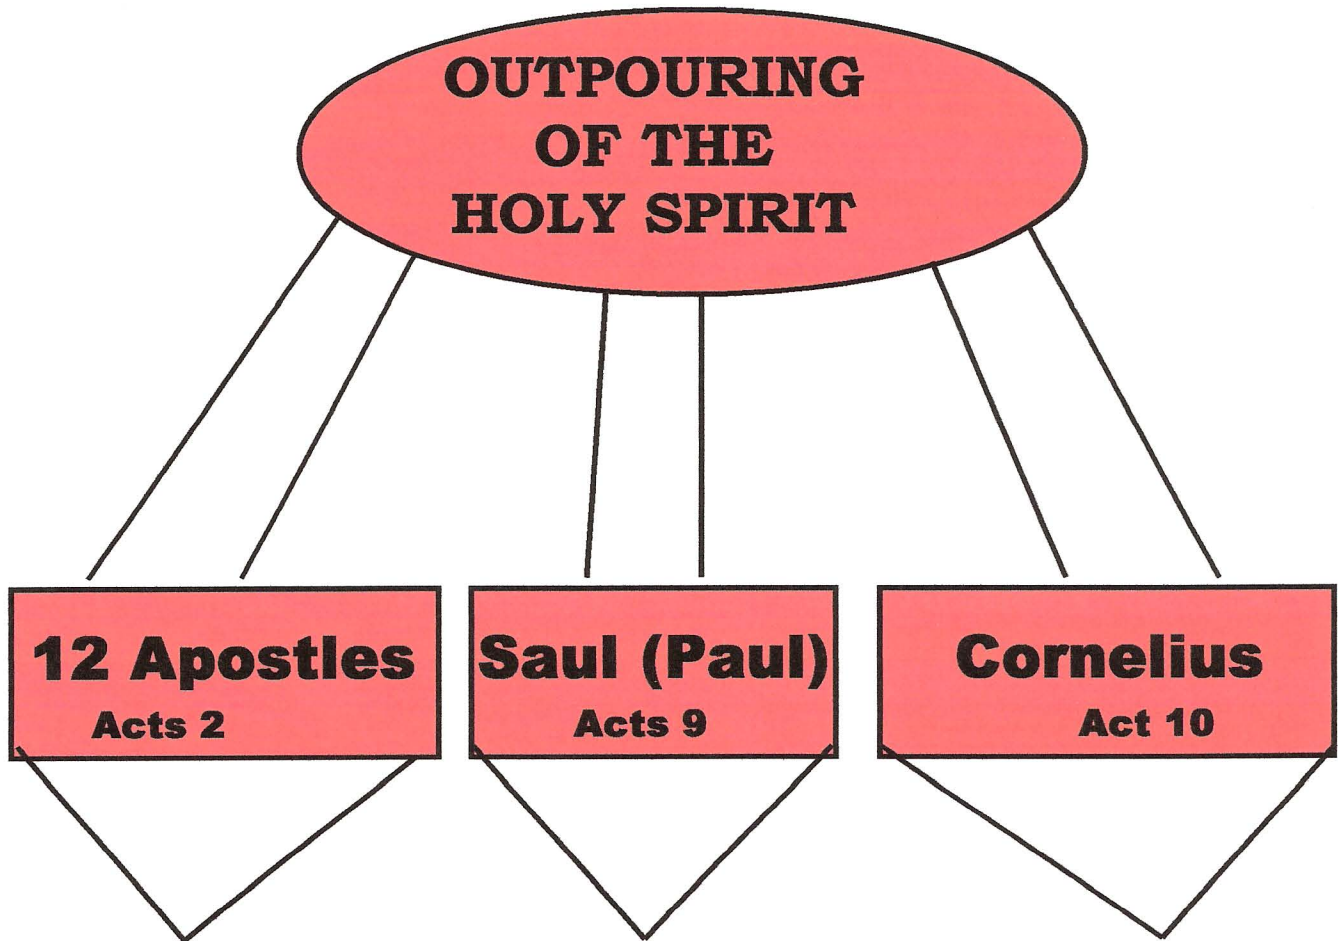 OUTPOURING
OF THE
HOLY SPIRIT
12 Apostles
Acts 2
Saul (Paul)
Acts 9
Cornelius
Act 10